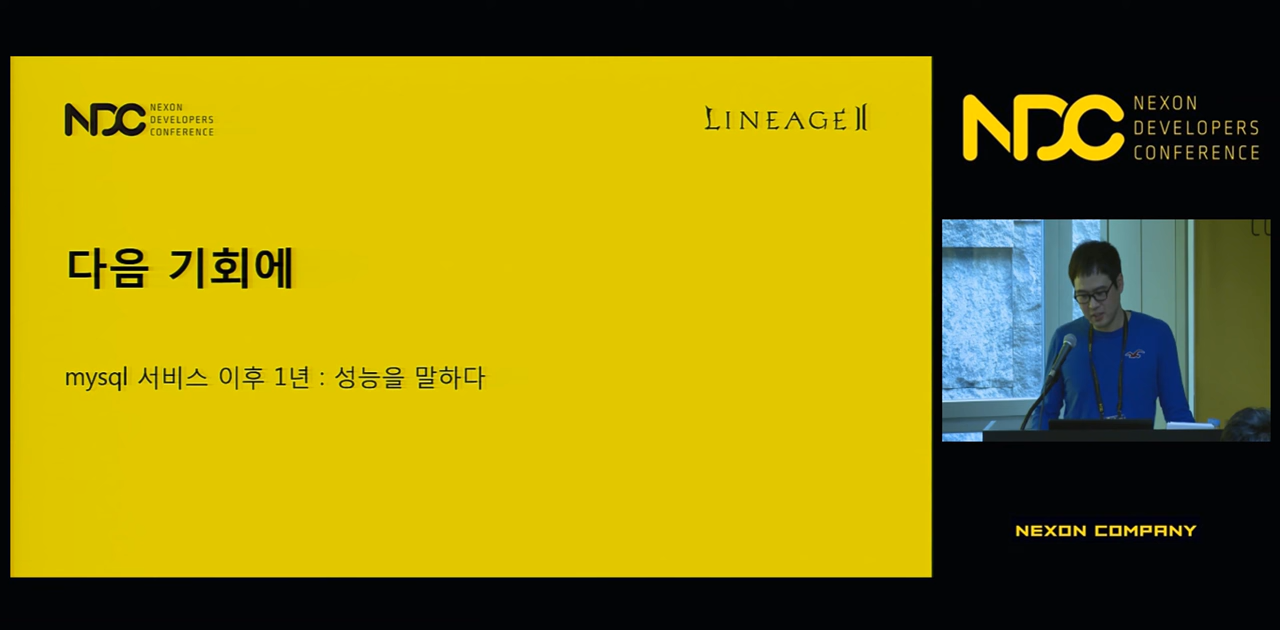 NDC
NEXON
DEVELOPERS
CONFERENCE
LINEAGE II
다음 기회에
mysql 서비스 이후 1년 : 성능을 말하다
NDC
NEXON
DEVELOPERS
CONFERENCE
NEXON COMPANY